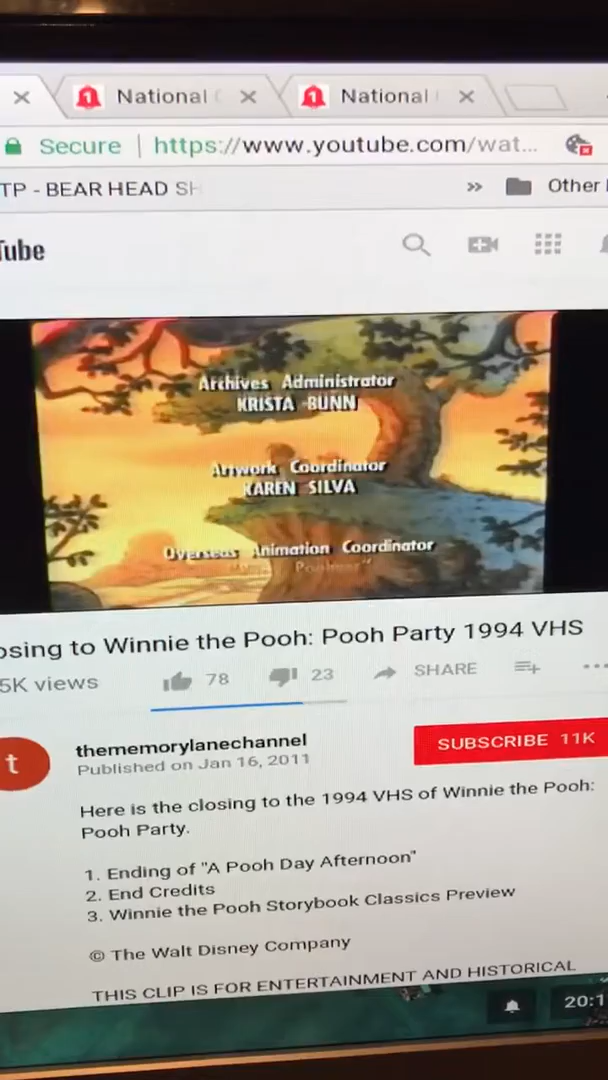 1 National 1 National
Secure | https://www.youtube.com/wat...
TP - BEAR HEAD SH » Other
Tube
Archives Administrator
KRISTA BUNN
Artwork Coordinator
KAREN SILVA
Overseas Animation Coordinator
osing to Winnie the Pooh: Pooh Party 1994 VHS
5K views 78 23 SHARE
t thememorylanechannel SUBSCRIBE 11K
Published on Jan 16, 2011
Here is the closing to the 1994 VHS of Winnie the Pooh:
Pooh Party.
1. Ending of "A Pooh Day Afternoon"
2. End Credits
3. Winnie the Pooh Storybook Classics Preview
© The Walt Disney Company
THIS CLIP IS FOR ENTERTAINMENT AND HISTORICAL
20:1